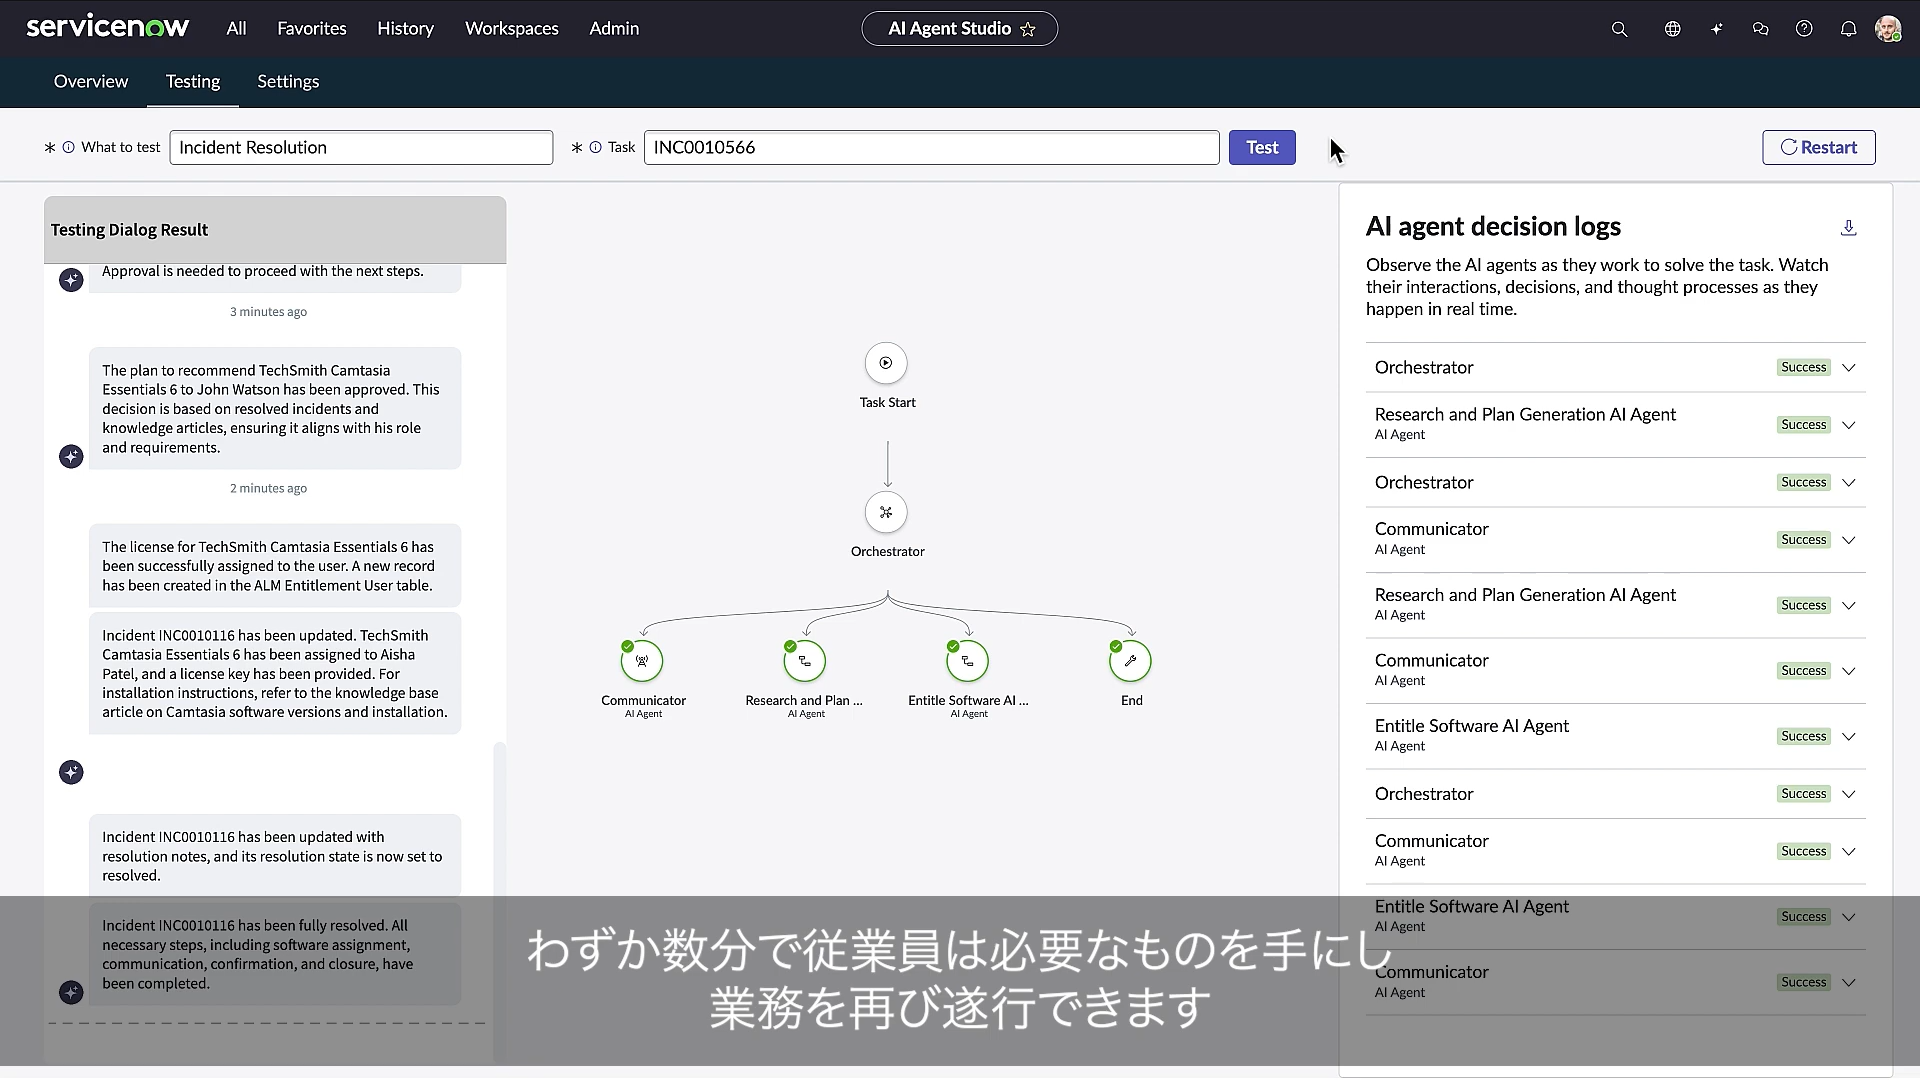 servicenow
All
Favorites
History
Workspaces
Admin
AI Agent Studio
Overview
Testing
Settings
* What to test
Incident Resolution
* Task
INC0010566
Test
Restart
Testing Dialog Result
Approval is needed to proceed with the next steps.
3 minutes ago
The plan to recommend TechSmith Camtasia
Essentials 6 to John Watson has been approved. This
decision is based on resolved incidents and
knowledge articles, ensuring it aligns with his role
and requirements.
2 minutes ago
The license for TechSmith Camtasia Essentials 6 has
been successfully assigned to the user. A new record
has been created in the ALM Entitlement User table.
Incident INC0010116 has been updated. TechSmith
Camtasia Essentials 6 has been assigned to Aisha
Patel, and a license key has been provided. For
installation instructions, refer to the knowledge base
article on Camtasia software versions and installation.
Incident INC0010116 has been updated with
resolution notes, and its resolution state is now set to
resolved.
Incident INC0010116 has been fully resolved. All
necessary steps, including software assignment,
communication, confirmation, and closure, have
been completed.
Task Start
Orchestrator
Communicator
AI Agent
Research and Plan ...
AI Agent
Entitle Software AI ...
AI Agent
End
AI agent decision logs
Observe the AI agents as they work to solve the task. Watch
their interactions, decisions, and thought processes as they
happen in real time.
Orchestrator
Success
Research and Plan Generation AI Agent
AI Agent
Success
Orchestrator
Success
Communicator
AI Agent
Success
Research and Plan Generation AI Agent
AI Agent
Success
Communicator
AI Agent
Success
Entitle Software AI Agent
AI Agent
Success
Orchestrator
Success
Communicator
AI Agent
Success
Entitle Software AI Agent
AI Agent
Success
Communicator
AI Agent
Success
わずか数分で従業員は必要なものを手にし
業務を再び遂行できます